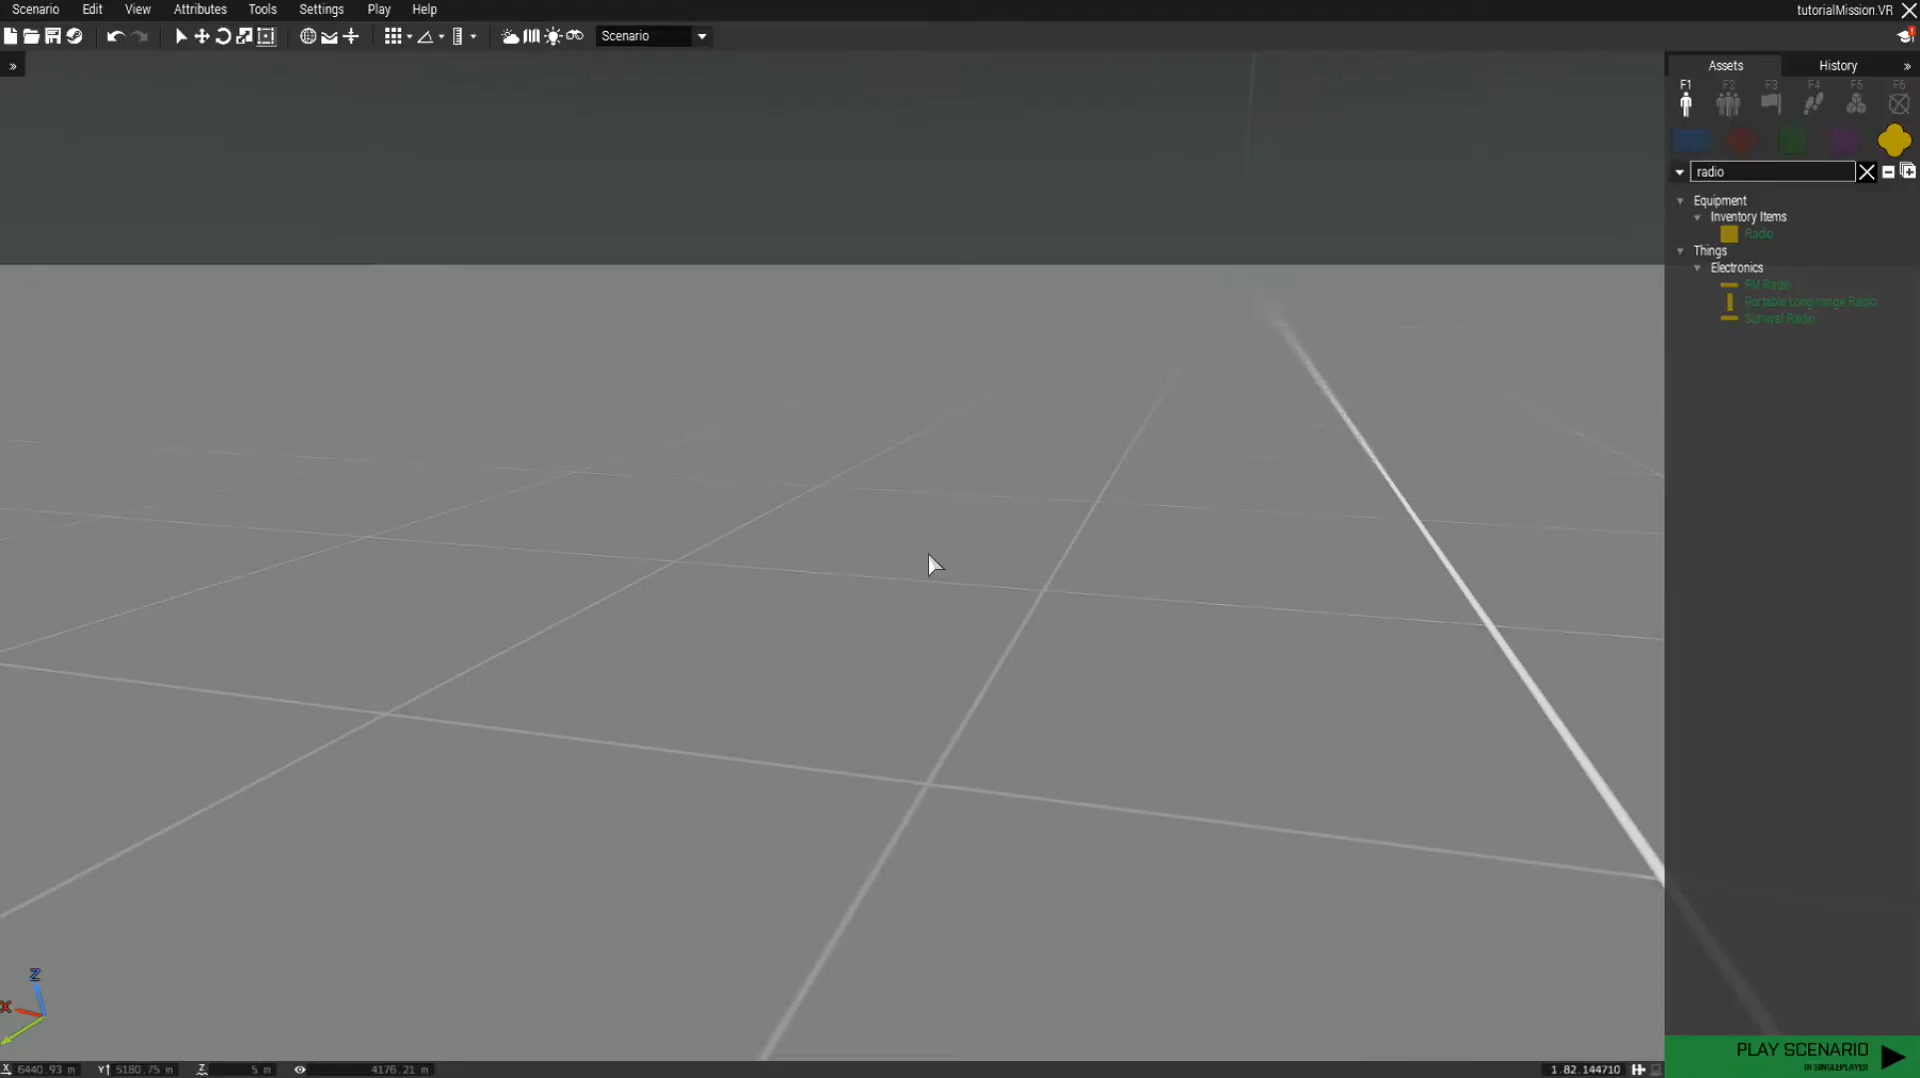 Scenario Edit View Attributes Tools Settings Play Help tutorialMission.VR
Scenario
Assets History
F1 F2 F3 F4 F5 F6
radio
Equipment
Inventory Items
Radio
Things
Electronics
FM Radio
Portable Long-range Radio
Survival Radio
Z
X
PLAY SCENARIO
IN SINGLEPLAYER
X 6440.93 m Y 5180.75 m Z 5 m 4176.21 m 1.82.144710